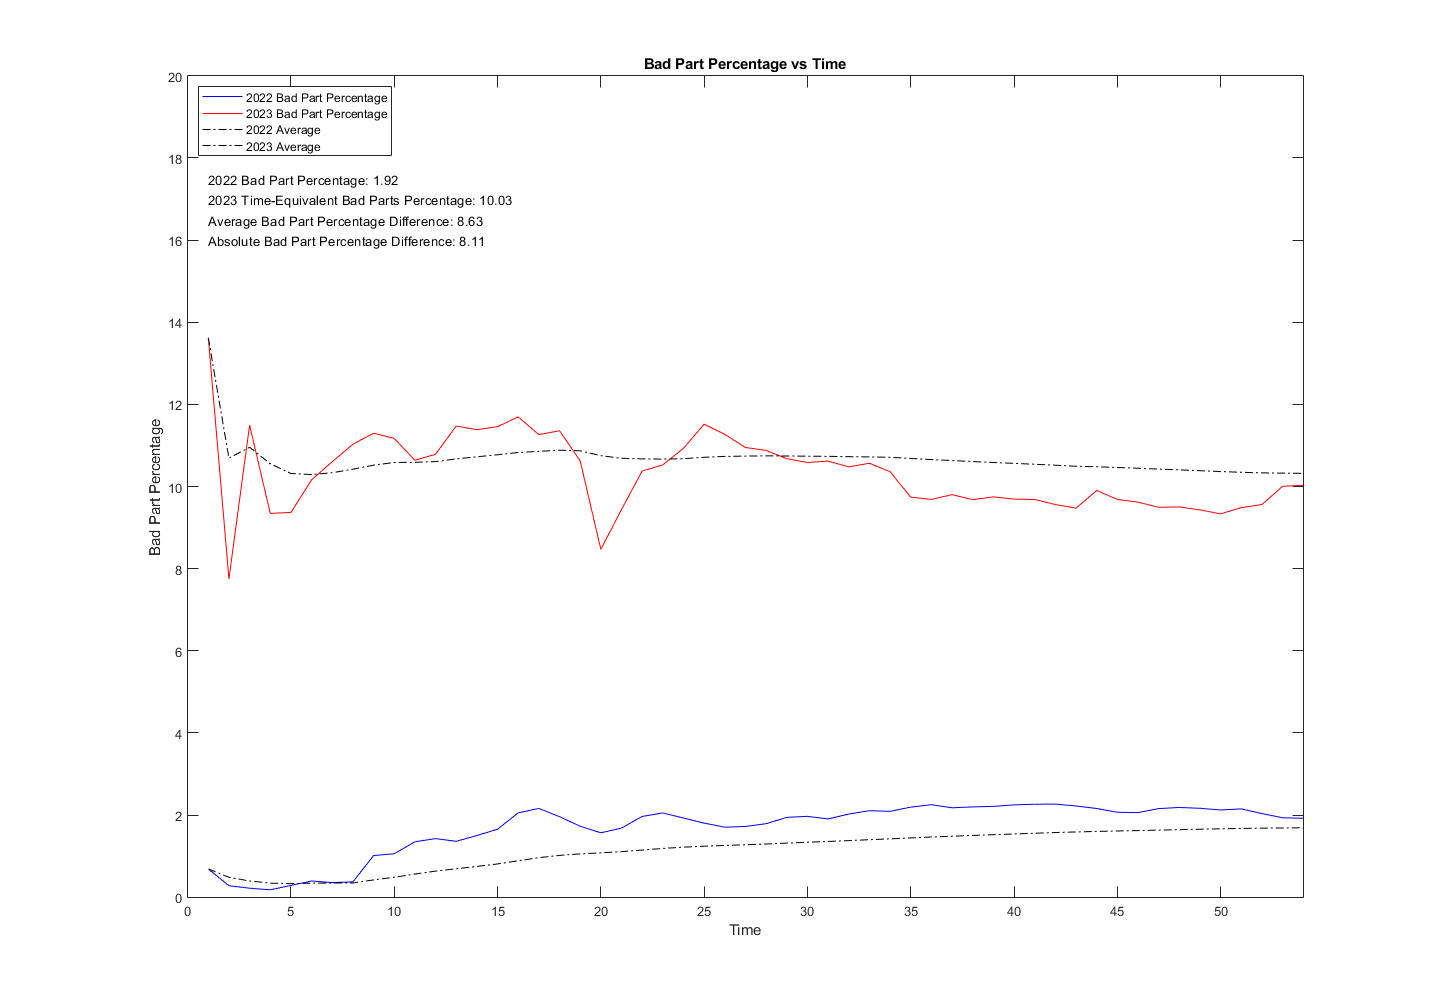 Bad Part Percentage vs Time
2022 Bad Part Percentage
2023 Bad Part Percentage
2022 Average
2023 Average
2022 Bad Part Percentage: 1.92
2023 Time-Equivalent Bad Parts Percentage: 10.03
Average Bad Part Percentage Difference: 8.63
Absolute Bad Part Percentage Difference: 8.11
Bad Part Percentage
20
18
16
14
12
10
8
6
4
2
0
0 5 10 15 20 25 30 35 40 45 50
Time